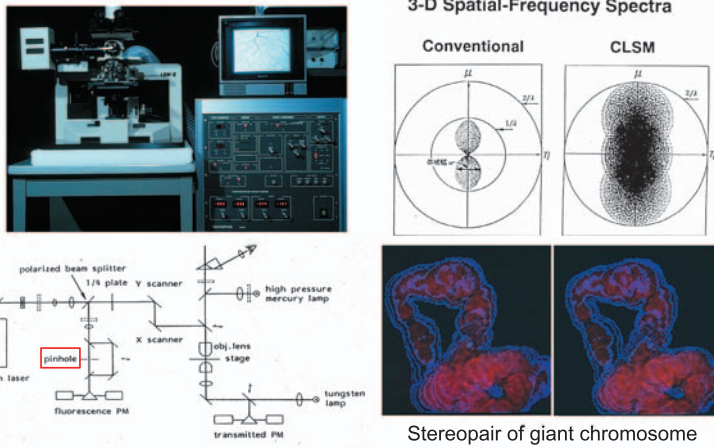 3-D Spatial-Frequency Spectra
Conventional
CLSM
μ
2/λ
1/λ
η
μ
2/λ
polarized beam splitter
1/4 plate
Y scanner
high pressure
mercury lamp
X scanner
obj.lens
stage
pinhole
laser
fluorescence PM
tungsten
lamp
transmitted PM
Stereopair of giant chromosome